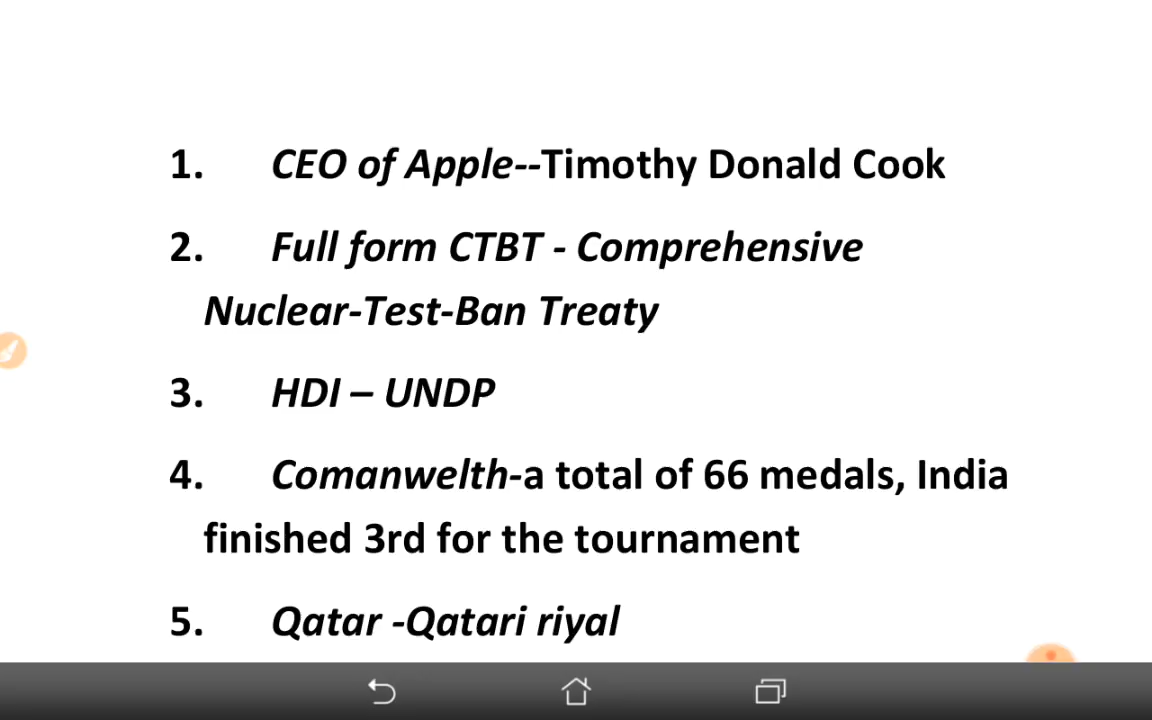 1. CEO of Apple--Timothy Donald Cook
2. Full form CTBT - Comprehensive
Nuclear-Test-Ban Treaty
3. HDI – UNDP
4. Comanwelth-a total of 66 medals, India
finished 3rd for the tournament
5. Qatar -Qatari riyal